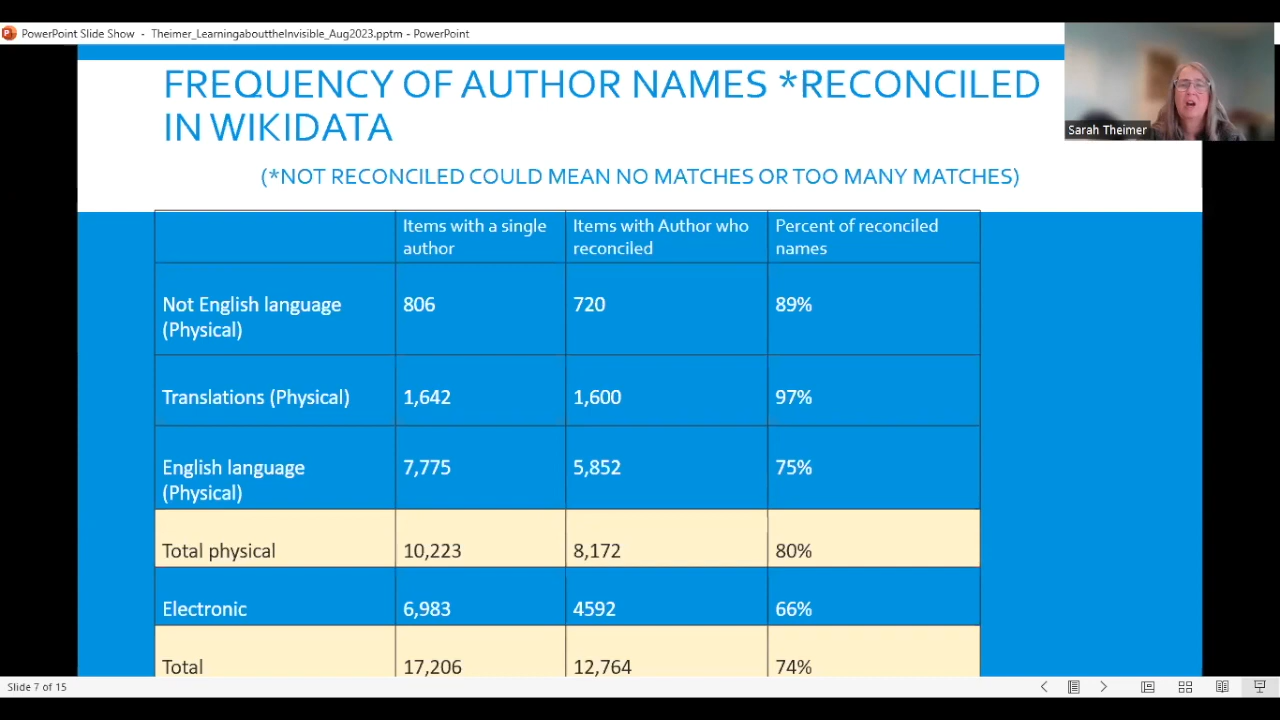 PowerPoint Slide Show - Theimer_LearningabouttheInvisible_Aug2023.pptm - PowerPoint
FREQUENCY OF AUTHOR NAMES *RECONCILED
IN WIKIDATA
Sarah Theimer
(*NOT RECONCILED COULD MEAN NO MATCHES OR TOO MANY MATCHES)
Items with a single
author
Items with Author who
reconciled
Percent of reconciled
names
Not English language
(Physical)
806
720
89%
Translations (Physical)
1,642
1,600
97%
English language
(Physical)
7,775
5,852
75%
Total physical
10,223
8,172
80%
Electronic
6,983
4592
66%
Total
17,206
12,764
74%
Slide 7 of 15